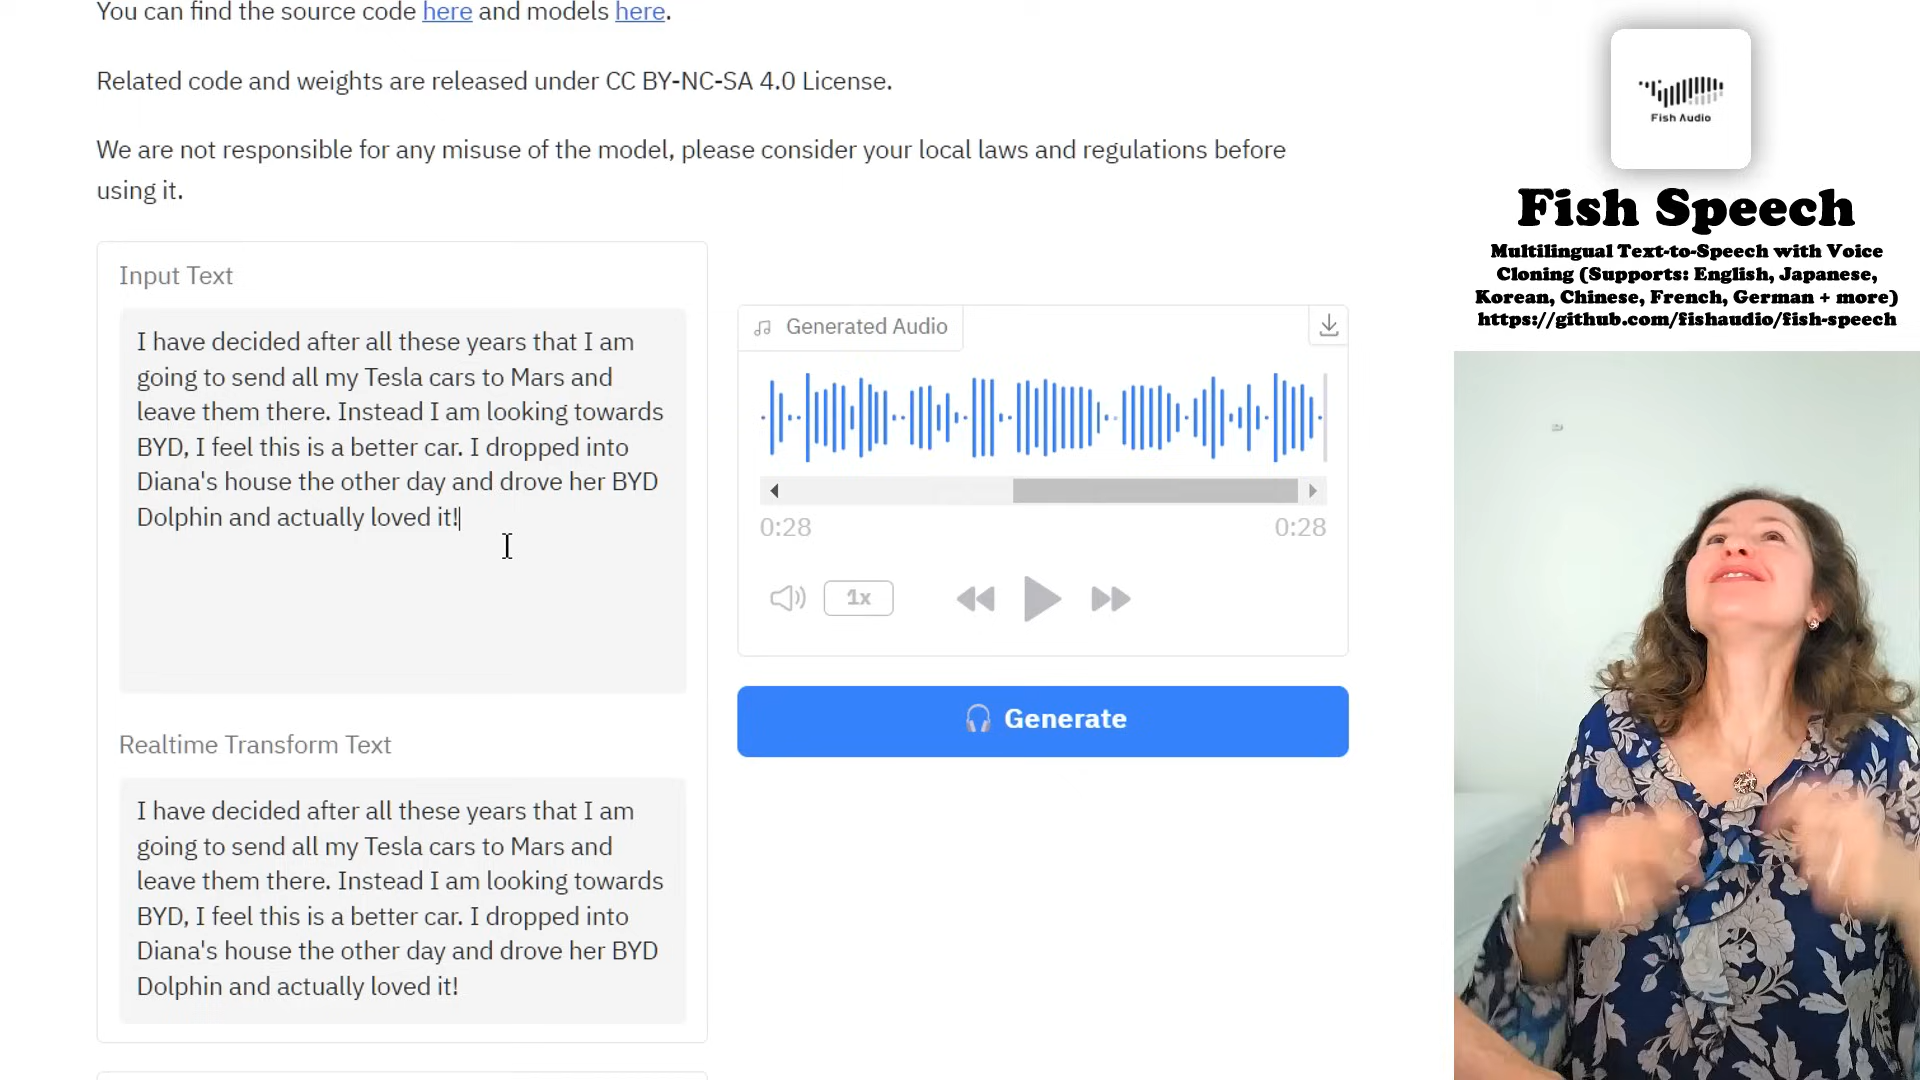 You can find the source code here and models here.
Related code and weights are released under CC BY-NC-SA 4.0 License.
We are not responsible for any misuse of the model, please consider your local laws and regulations before
using it.
Input Text
I have decided after all these years that I am
going to send all my Tesla cars to Mars and
leave them there. Instead I am looking towards
BYD, I feel this is a better car. I dropped into
Diana's house the other day and drove her BYD
Dolphin and actually loved it!
Realtime Transform Text
I have decided after all these years that I am
going to send all my Tesla cars to Mars and
leave them there. Instead I am looking towards
BYD, I feel this is a better car. I dropped into
Diana's house the other day and drove her BYD
Dolphin and actually loved it!
Generated Audio
0:28
0:28
1x
Generate
Fish Audio
Fish Speech
Multilingual Text-to-Speech with Voice
Cloning (Supports: English, Japanese,
Korean, Chinese, French, German + more)
https://github.com/fishaudio/fish-speech